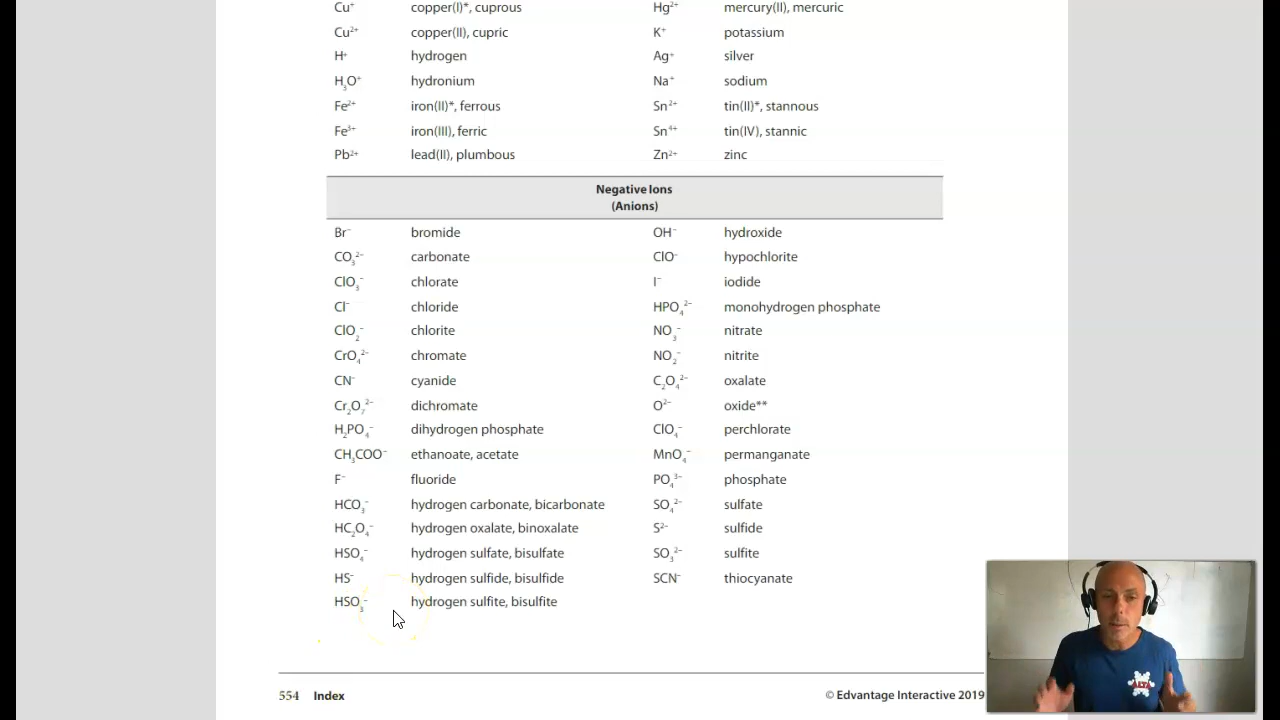 Cu⁺ copper(I)*, cuprous Hg²⁺ mercury(II), mercuric
Cu²⁺ copper(II), cupric K⁺ potassium
H⁺ hydrogen Ag⁺ silver
H₃O⁺ hydronium Na⁺ sodium
Fe²⁺ iron(II)*, ferrous Sn²⁺ tin(II)*, stannous
Fe³⁺ iron(III), ferric Sn⁴⁺ tin(IV), stannic
Pb²⁺ lead(II), plumbous Zn²⁺ zinc
Negative Ions
(Anions)
Br⁻ bromide OH⁻ hydroxide
CO₃²⁻ carbonate ClO⁻ hypochlorite
ClO₃⁻ chlorate I⁻ iodide
Cl⁻ chloride HPO₄²⁻ monohydrogen phosphate
ClO₂⁻ chlorite NO₃⁻ nitrate
CrO₄²⁻ chromate NO₂⁻ nitrite
CN⁻ cyanide C₂O₄²⁻ oxalate
Cr₂O₇²⁻ dichromate O²⁻ oxide**
H₂PO₄⁻ dihydrogen phosphate ClO₄⁻ perchlorate
CH₃COO⁻ ethanoate, acetate MnO₄⁻ permanganate
F⁻ fluoride PO₄³⁻ phosphate
HCO₃⁻ hydrogen carbonate, bicarbonate SO₄²⁻ sulfate
HC₂O₄⁻ hydrogen oxalate, binoxalate S²⁻ sulfide
HSO₄⁻ hydrogen sulfate, bisulfate SO₃²⁻ sulfite
HS⁻ hydrogen sulfide, bisulfide SCN⁻ thiocyanate
HSO₃⁻ hydrogen sulfite, bisulfite
554 Index © Edvantage Interactive 2019